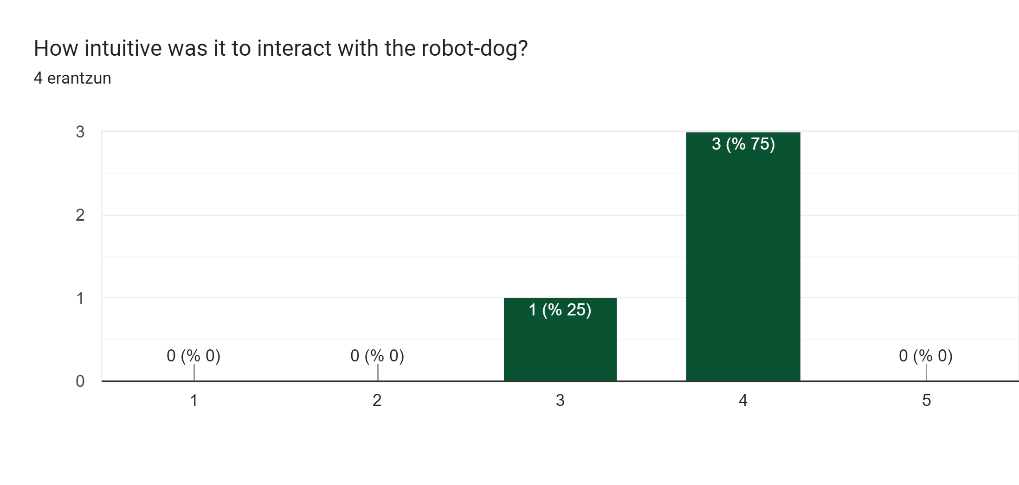 How intuitive was it to interact with the robot-dog?
4 erantzun
3
3 (% 75)
2
1
1 (% 25)
0 (% 0)
0 (% 0)
0 (% 0)
0
1
2
3
4
5